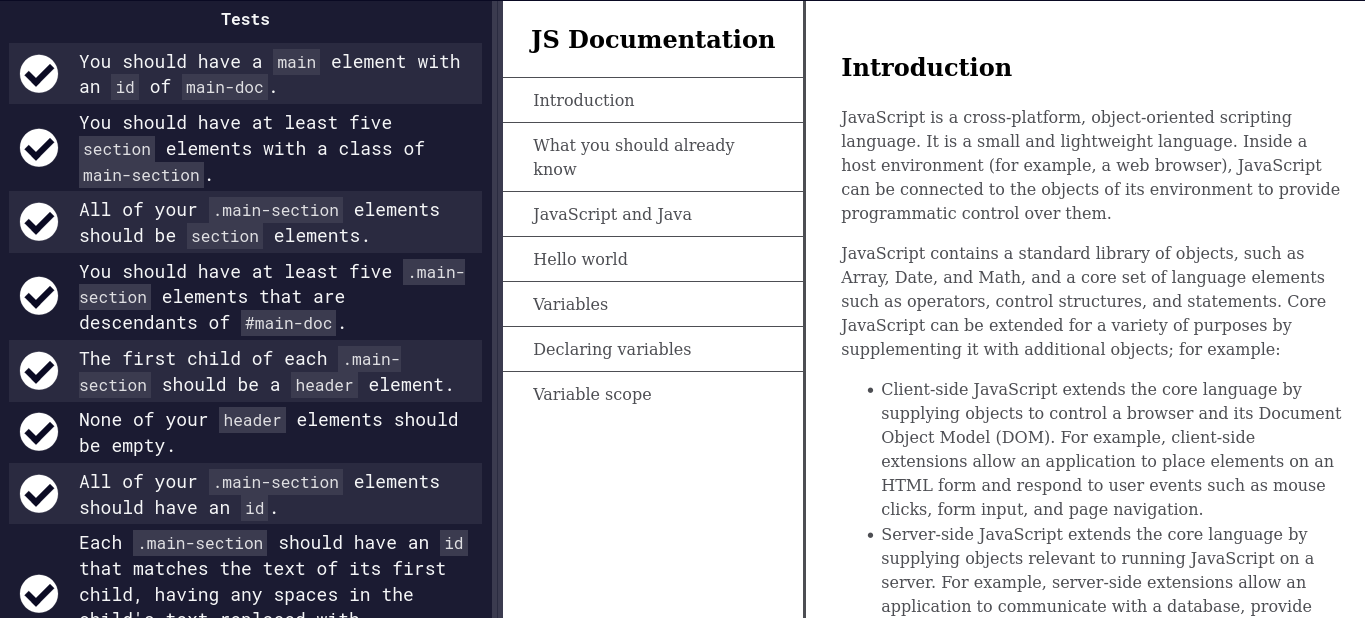 Tests
You should have a main element with
an id of main-doc.
You should have at least five
section elements with a class of
main-section.
All of your .main-section elements
should be section elements.
You should have at least five .main-
section elements that are
descendants of #main-doc.
The first child of each .main-
section should be a header element.
None of your header elements should
be empty.
All of your .main-section elements
should have an id.
Each .main-section should have an id
that matches the text of its first
child, having any spaces in the
child's text replaced with
JS Documentation
Introduction
What you should already
know
JavaScript and Java
Hello world
Variables
Declaring variables
Variable scope
Introduction
JavaScript is a cross-platform, object-oriented scripting
language. It is a small and lightweight language. Inside a
host environment (for example, a web browser), JavaScript
can be connected to the objects of its environment to provide
programmatic control over them.
JavaScript contains a standard library of objects, such as
Array, Date, and Math, and a core set of language elements
such as operators, control structures, and statements. Core
JavaScript can be extended for a variety of purposes by
supplementing it with additional objects; for example:
• Client-side JavaScript extends the core language by
supplying objects to control a browser and its Document
Object Model (DOM). For example, client-side
extensions allow an application to place elements on an
HTML form and respond to user events such as mouse
clicks, form input, and page navigation.
• Server-side JavaScript extends the core language by
supplying objects relevant to running JavaScript on a
server. For example, server-side extensions allow an
application to communicate with a database, provide